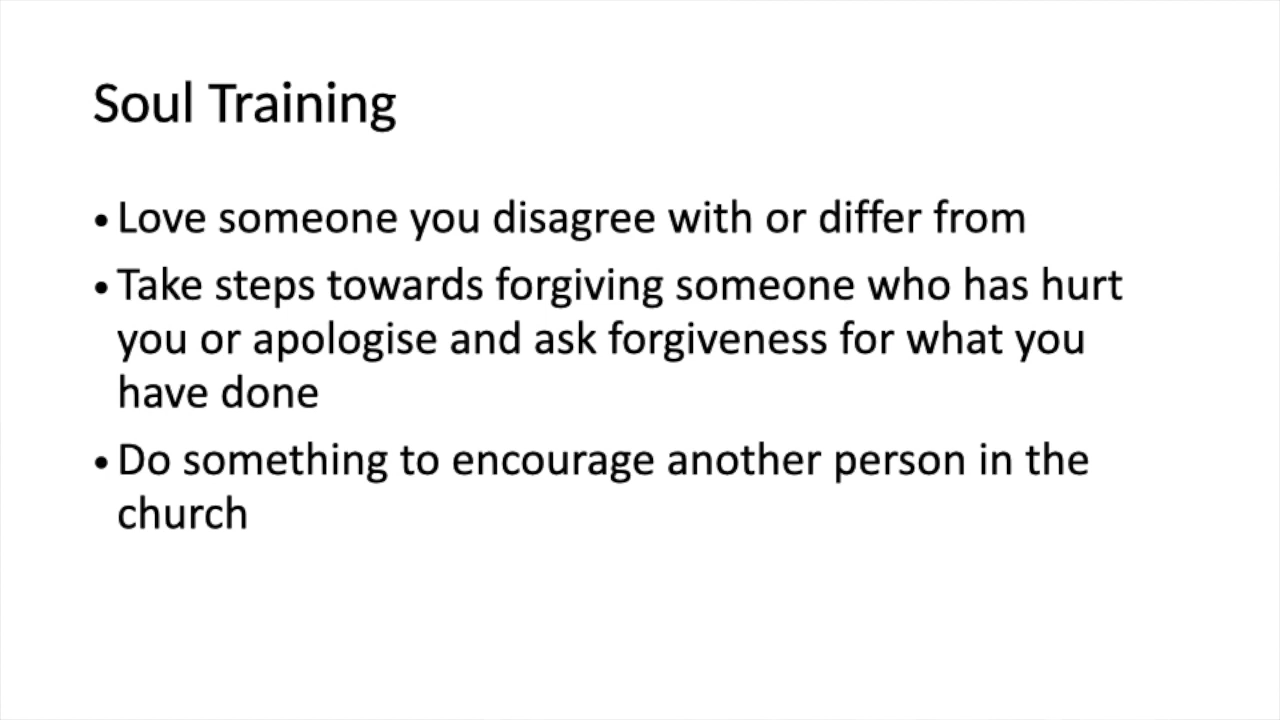 Soul Training
• Love someone you disagree with or differ from
• Take steps towards forgiving someone who has hurt
you or apologise and ask forgiveness for what you
have done
• Do something to encourage another person in the
church